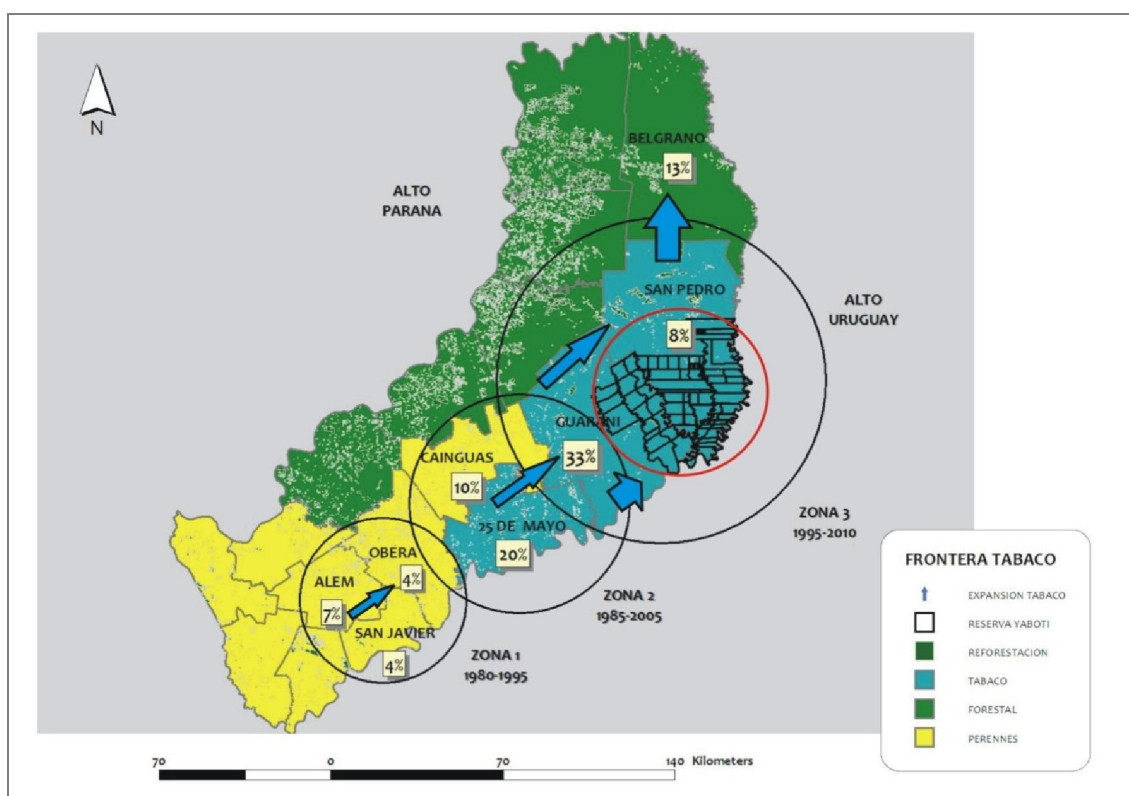 N
ALTO
PARANA
BELGRANO
13%
SAN PEDRO
8%
ALTO
URUGUAY
GUARANI
33%
CAINGUAS
10%
25 DE MAYO
20%
OBERA
4%
ALEM
7%
SAN JAVIER
4%
ZONA 1
1980-1995
ZONA 2
1985-2005
ZONA 3
1995-2010
FRONTERA TABACO
EXPANSION TABACO
RESERVA YABOTI
REFORESTACION
TABACO
FORESTAL
PERENNES
70 0 70 140 Kilometers